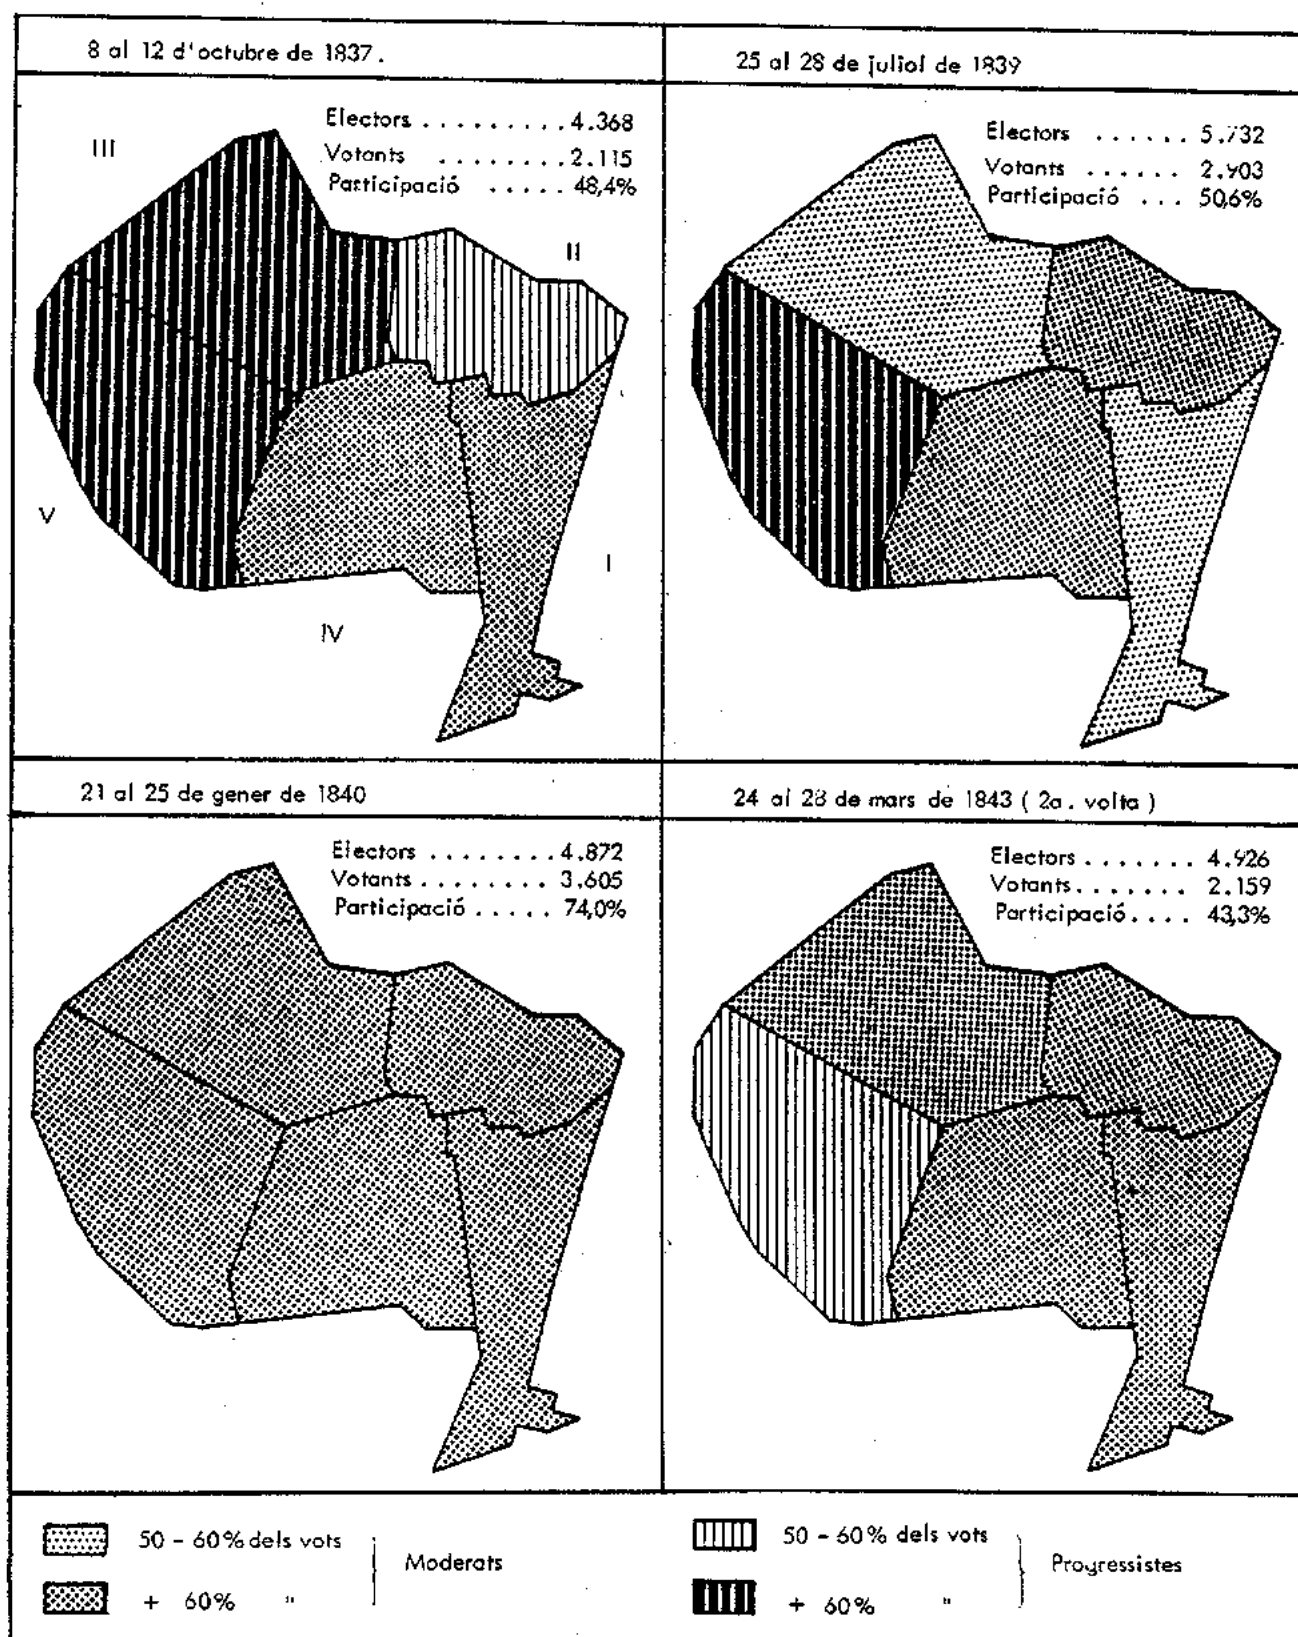 8 al 12 d'octubre de 1837.
Electors ......... 4.368
Votants ........ 2.115
Participació ..... 48,4%
III
II
V
I
IV
25 al 28 de juliol de 1839
Electors ...... 5.732
Votants ...... 2.903
Participació ... 50,6%
21 al 25 de gener de 1840
Electors ........ 4.872
Votants ........ 3.605
Participació ..... 74,0%
24 al 28 de mars de 1843 ( 2a. volta )
Electors ....... 4.926
Votants....... 2.159
Participació.... 43,3%
50 - 60% dels vots
+ 60% "
Moderats
50 - 60% dels vots
+ 60% "
Progressistes